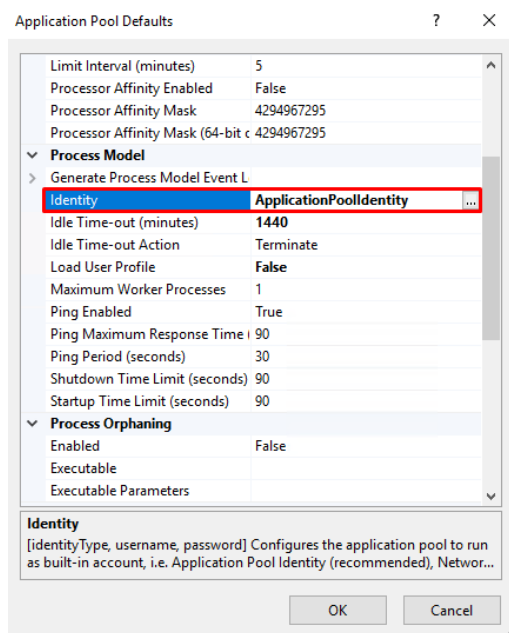 Application Pool Defaults ? ×
Limit Interval (minutes) 5
Processor Affinity Enabled False
Processor Affinity Mask 4294967295
Processor Affinity Mask (64-bit c 4294967295
Process Model
Generate Process Model Event L
Identity ApplicationPoolIdentity ...
Idle Time-out (minutes) 1440
Idle Time-out Action Terminate
Load User Profile False
Maximum Worker Processes 1
Ping Enabled True
Ping Maximum Response Time ( 90
Ping Period (seconds) 30
Shutdown Time Limit (seconds) 90
Startup Time Limit (seconds) 90
Process Orphaning
Enabled False
Executable
Executable Parameters
Identity
[identityType, username, password] Configures the application pool to run
as built-in account, i.e. Application Pool Identity (recommended), Networ...
OK Cancel